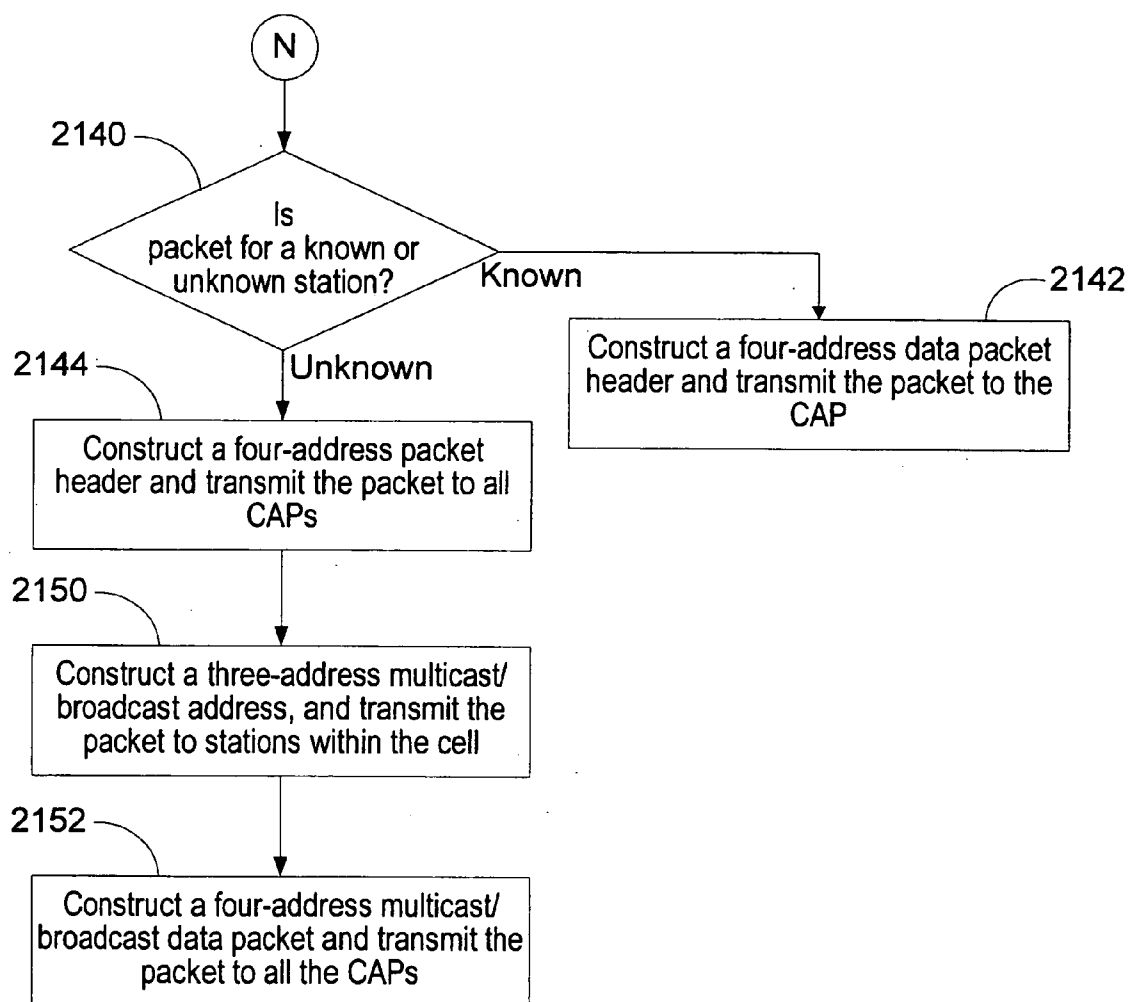 N
2140
Is
packet for a known or
unknown station?
Known
2142
Construct a four-address data packet
header and transmit the packet to the
CAP
Unknown
2144
Construct a four-address packet
header and transmit the packet to all
CAPs
2150
Construct a three-address multicast/
broadcast address, and transmit the
packet to stations within the cell
2152
Construct a four-address multicast/
broadcast data packet and transmit the
packet to all the CAPs